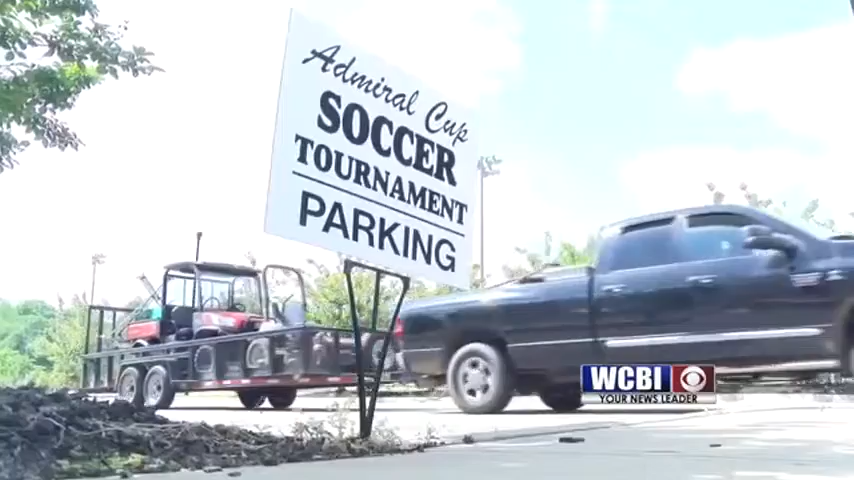 Admiral Cup
SOCCER
TOURNAMENT
PARKING
WCBI
YOUR NEWS LEADER